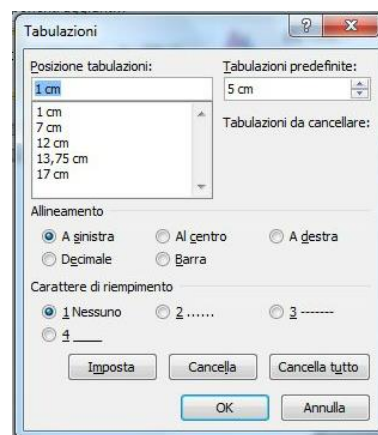 Tabulazioni
Posizione tabulazioni: Tabulazioni predefinite:
1 cm 5 cm
1 cm Tabulazioni da cancellare:
7 cm
12 cm
13,75 cm
17 cm
Allineamento
A sinistra Al centro A destra
Decimale Barra
Carattere di riempimento
1 Nessuno 2 ...... 3 -------
4 ____
Imposta Cancella Cancella tutto
OK Annulla